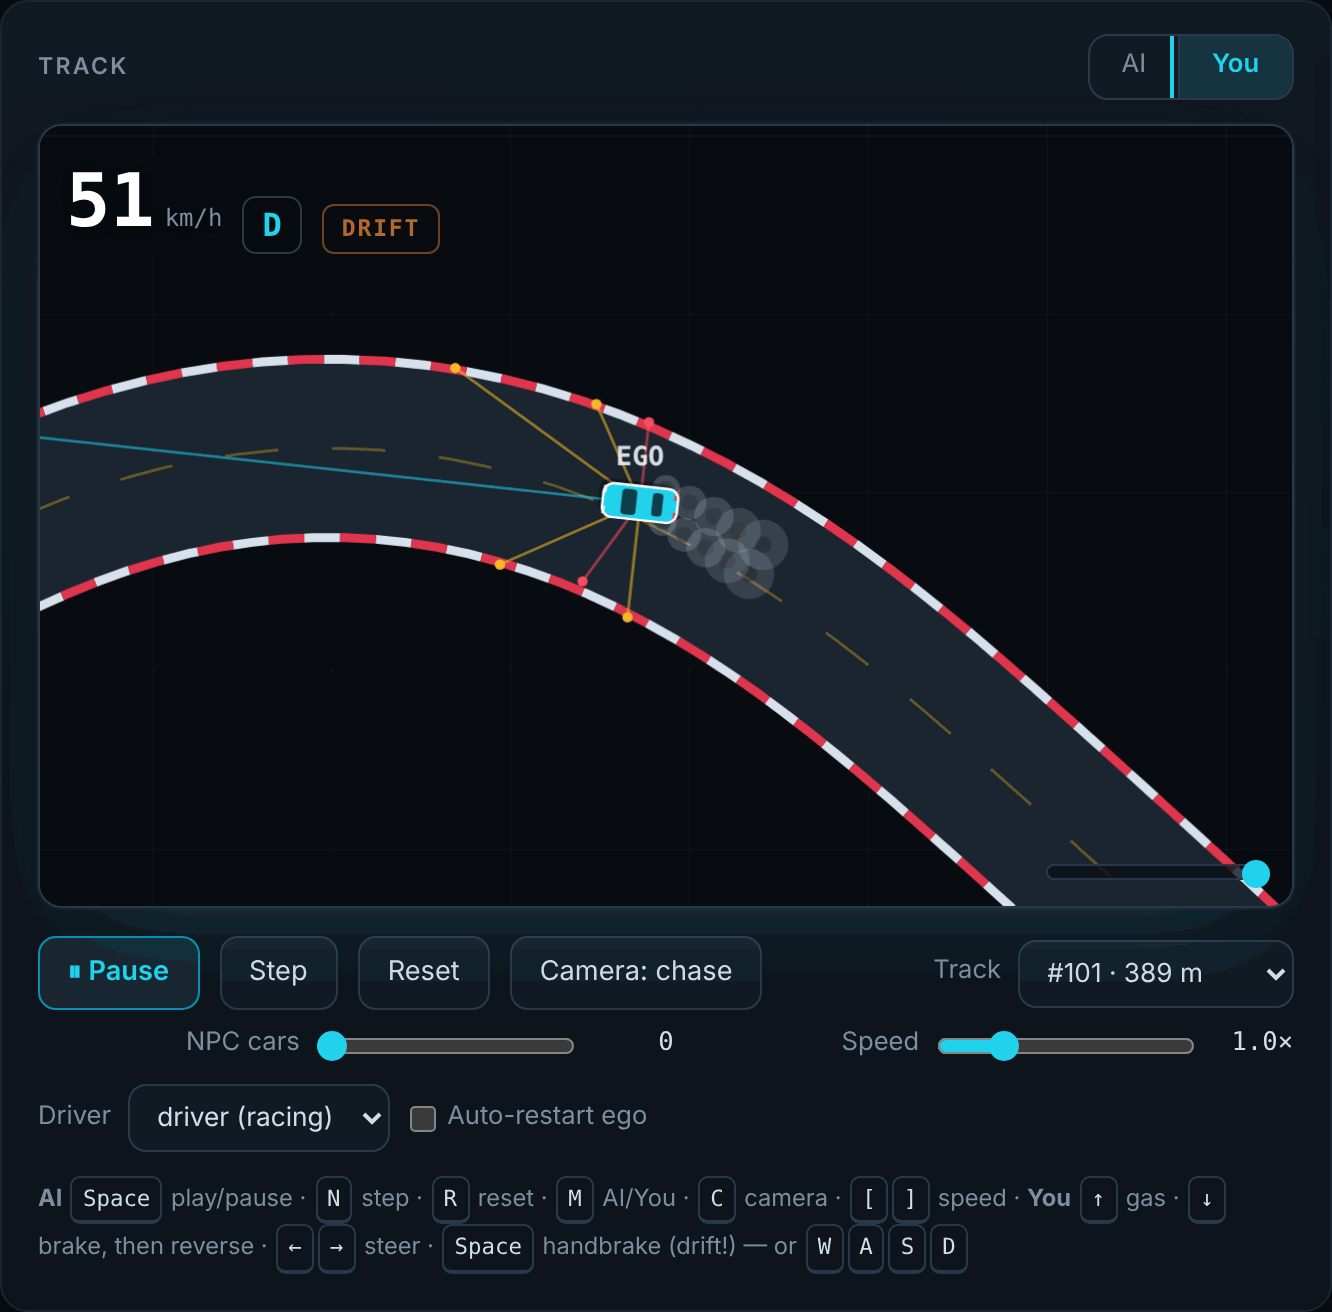 TRACK
AI You
51 km/h D DRIFT
EGO
Pause Step Reset Camera: chase Track #101 · 389 m
NPC cars 0 Speed 1.0×
Driver driver (racing) Auto-restart ego
AI Space play/pause · N step · R reset · M AI/You · C camera · [ ] speed · You ↑ gas · ↓
brake, then reverse · ← → steer · Space handbrake (drift!) — or W A S D